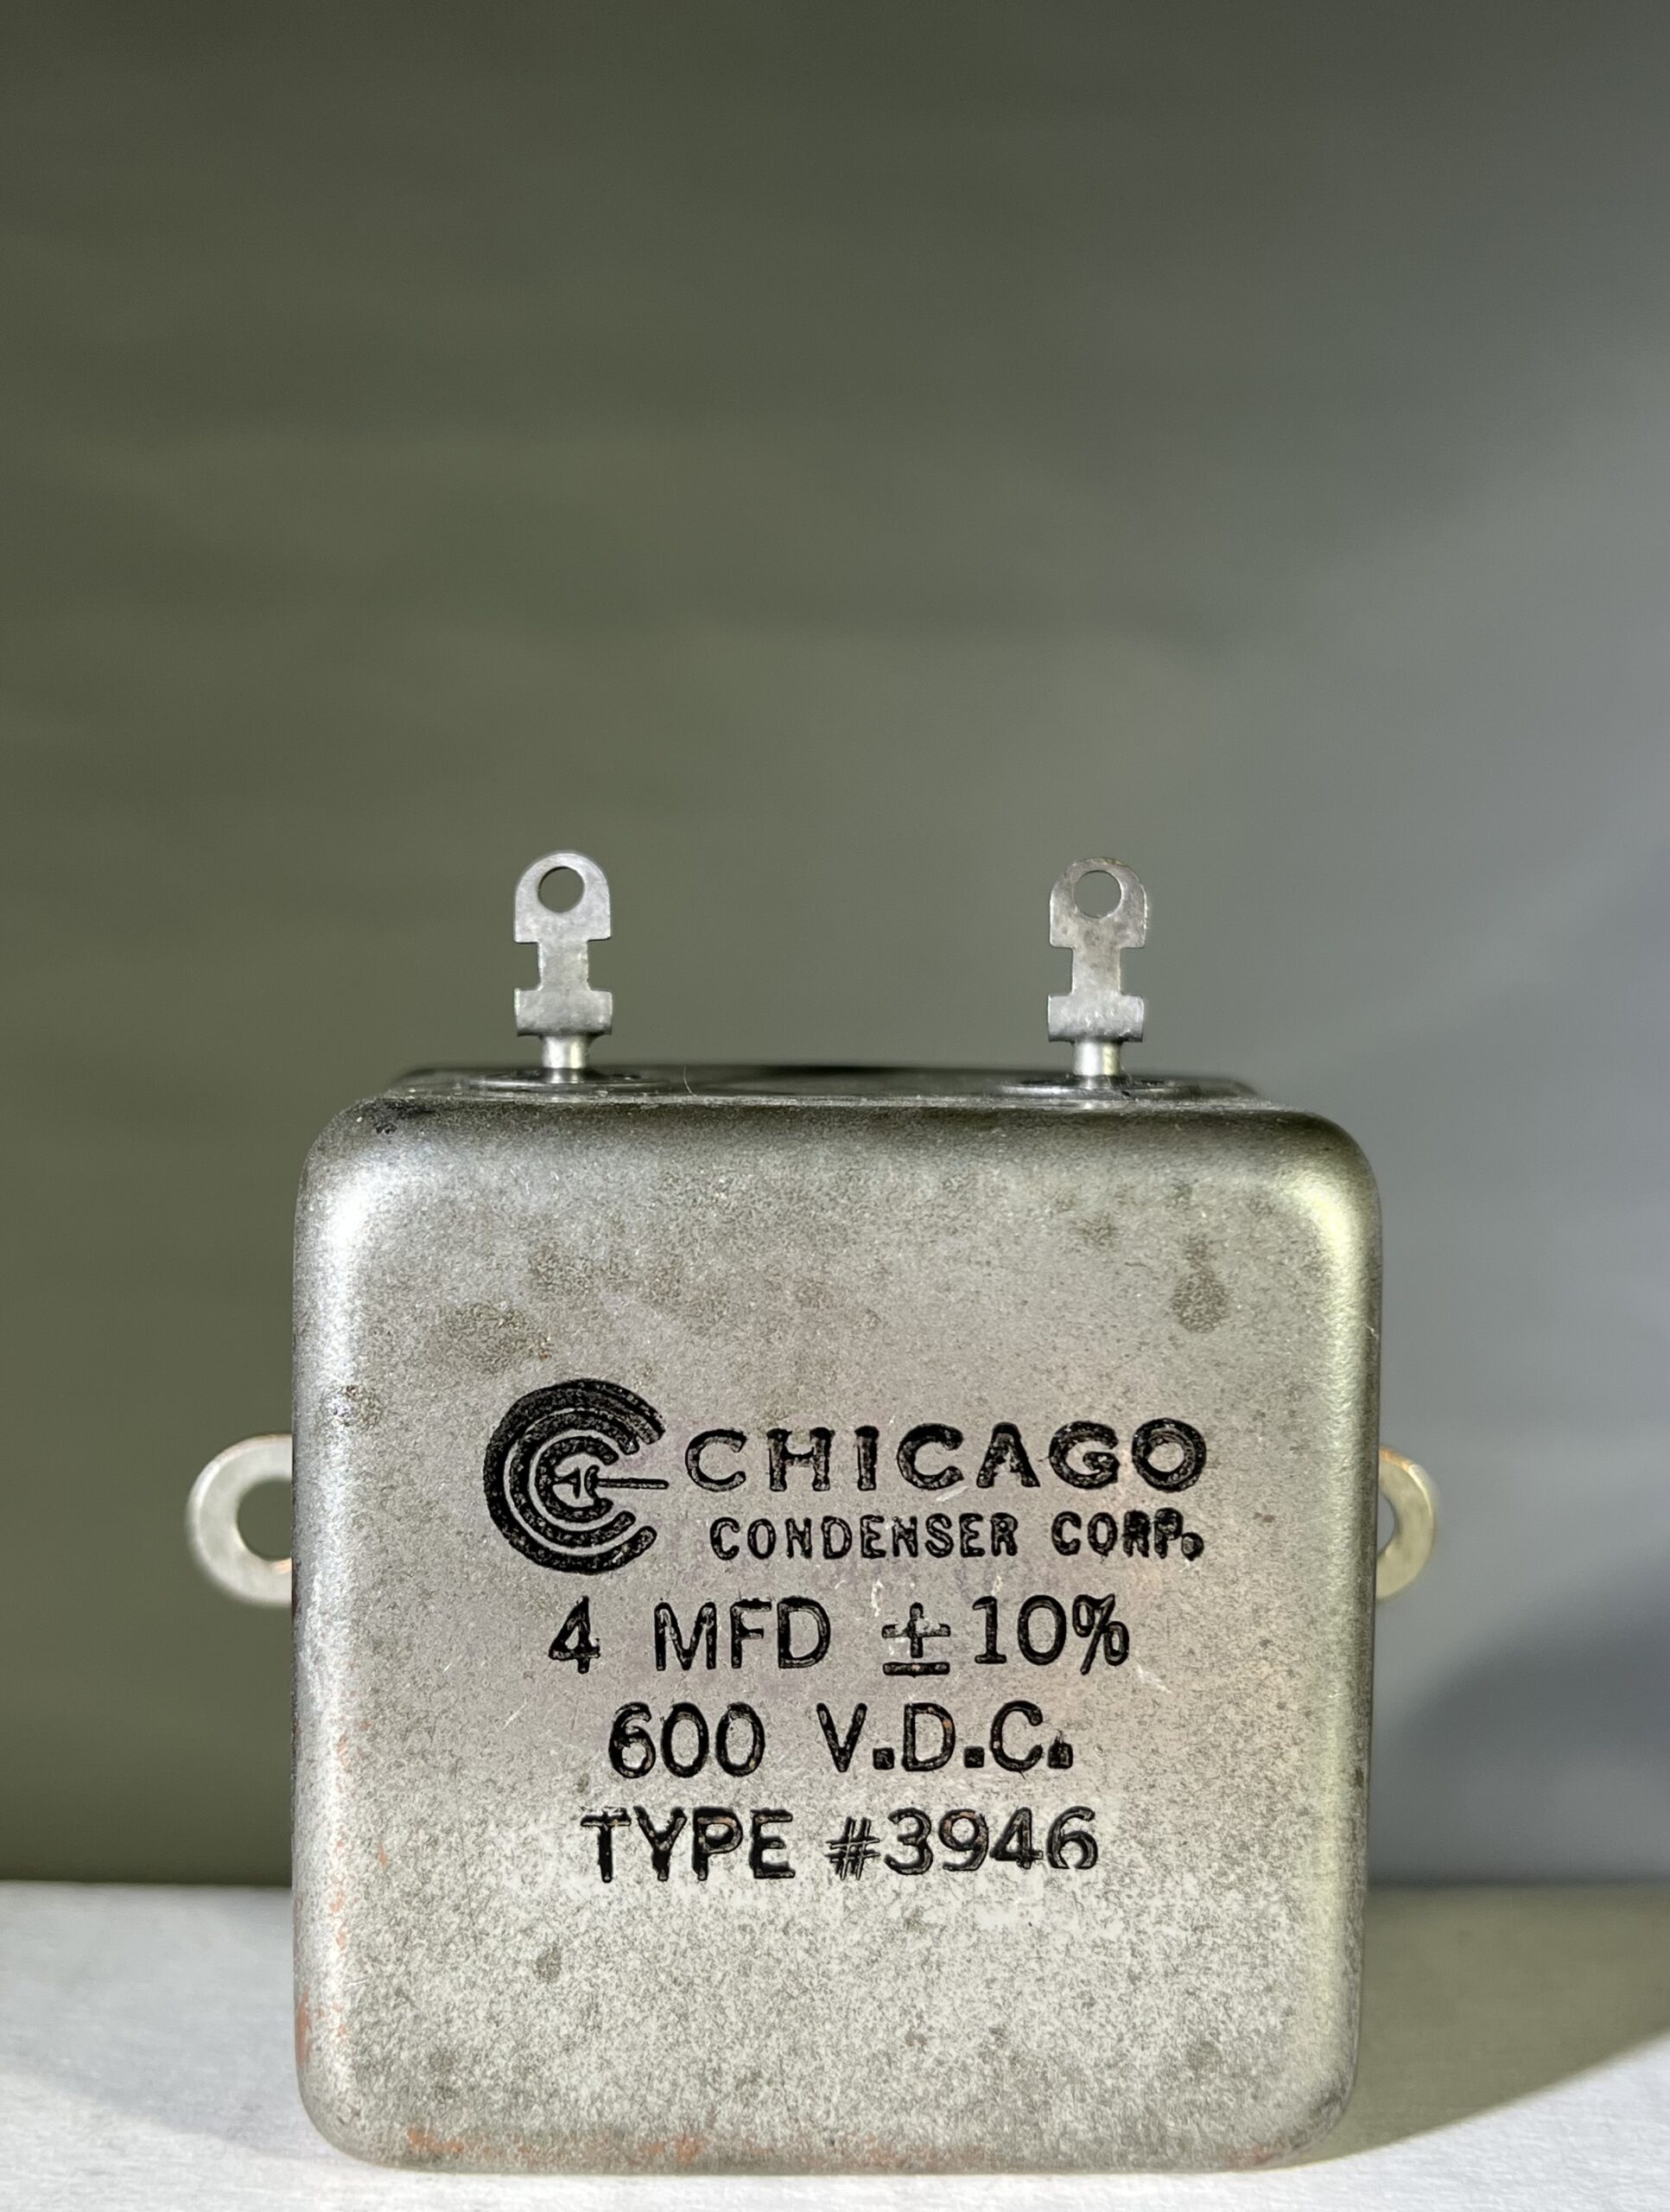 CHICAGO
CONDENSER CORP.
4 MFD ±10%
600 V.D.C.
TYPE #3946